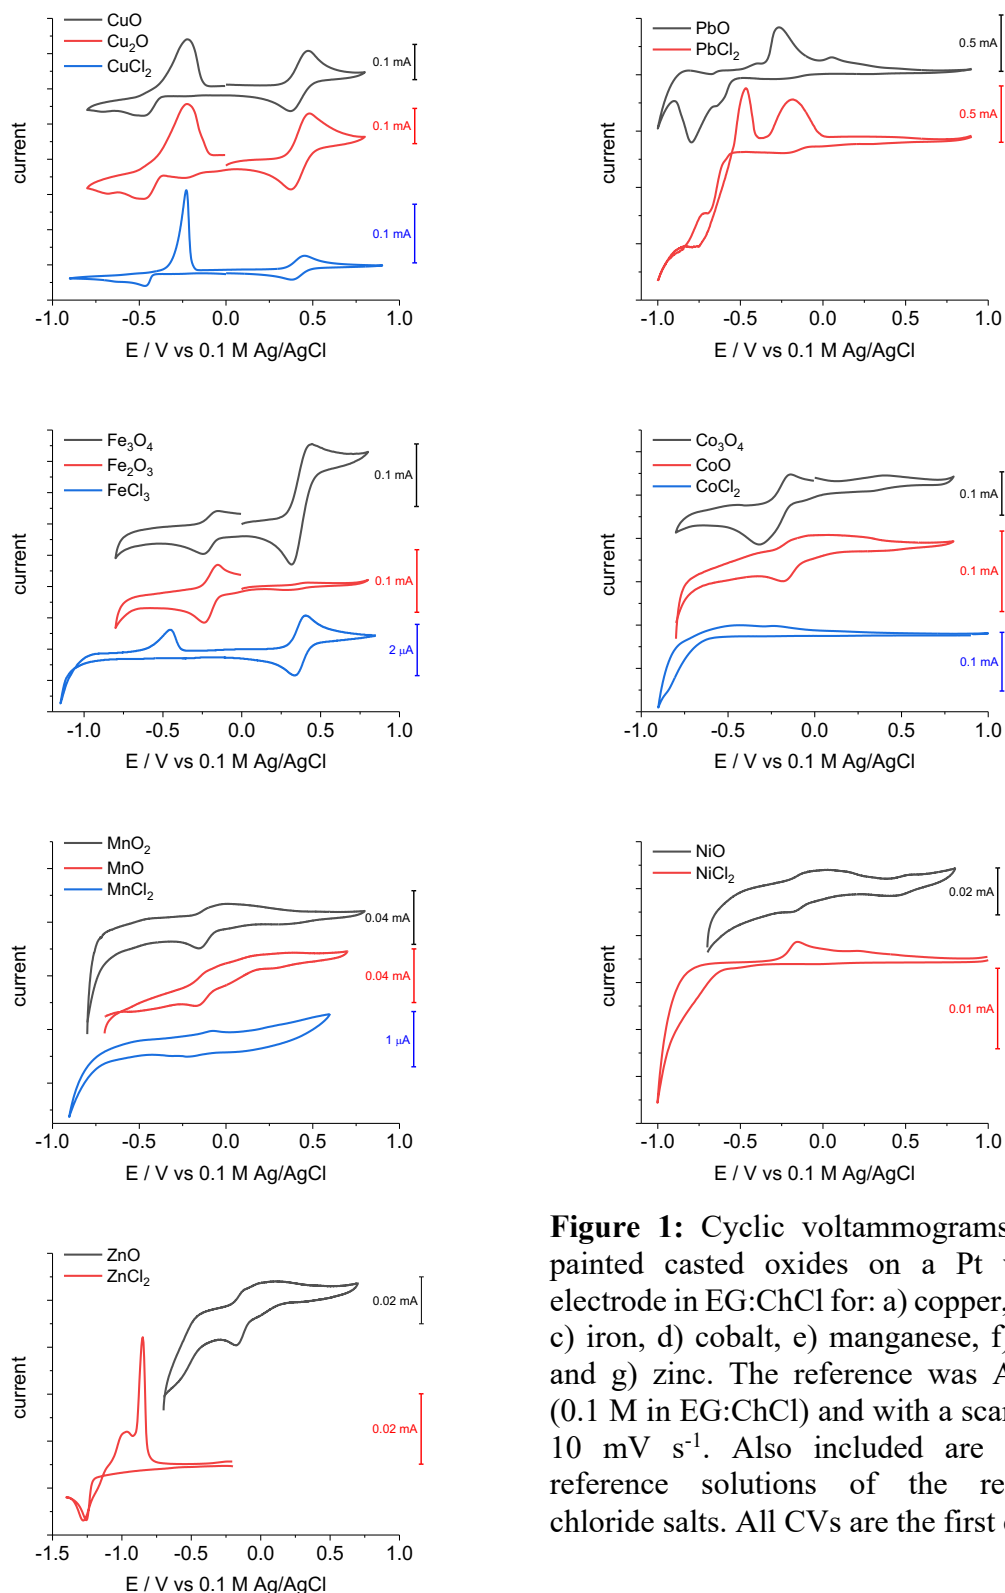 CuO
Cu₂O
CuCl₂
0.1 mA
0.1 mA
0.1 mA
current
-1.0 -0.5 0.0 0.5 1.0
E / V vs 0.1 M Ag/AgCl
PbO
PbCl₂
0.5 mA
0.5 mA
current
-1.0 -0.5 0.0 0.5 1.0
E / V vs 0.1 M Ag/AgCl
Fe₃O₄
Fe₂O₃
FeCl₃
0.1 mA
0.1 mA
2 µA
current
-1.0 -0.5 0.0 0.5 1.0
E / V vs 0.1 M Ag/AgCl
Co₃O₄
CoO
CoCl₂
0.1 mA
0.1 mA
0.1 mA
current
-1.0 -0.5 0.0 0.5 1.0
E / V vs 0.1 M Ag/AgCl
MnO₂
MnO
MnCl₂
0.04 mA
0.04 mA
1 µA
current
-1.0 -0.5 0.0 0.5 1.0
E / V vs 0.1 M Ag/AgCl
NiO
NiCl₂
0.02 mA
0.01 mA
current
-1.0 -0.5 0.0 0.5 1.0
E / V vs 0.1 M Ag/AgCl
ZnO
ZnCl₂
0.02 mA
0.02 mA
current
-1.5 -1.0 -0.5 0.0 0.5 1.0
E / V vs 0.1 M Ag/AgCl
Figure 1: Cyclic voltammograms
painted casted oxides on a Pt
electrode in EG:ChCl for: a) copper,
c) iron, d) cobalt, e) manganese, f)
and g) zinc. The reference was A
(0.1 M in EG:ChCl) and with a scan
10 mV s⁻¹. Also included are
reference solutions of the re
chloride salts. All CVs are the first